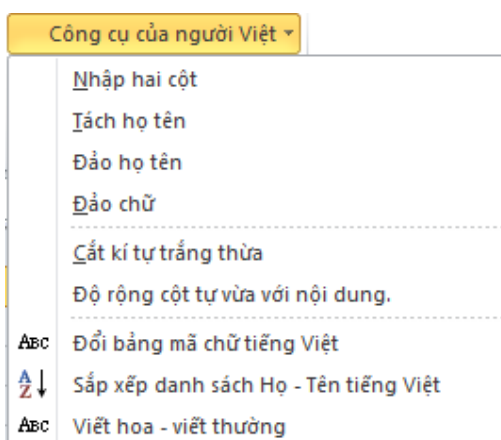 Công cụ của người Việt
Nhập hai cột
Tách họ tên
Đảo họ tên
Đảo chữ
Cắt kí tự trắng thừa
Độ rộng cột tự vừa với nội dung.
ABC Đổi bảng mã chữ tiếng Việt
AZ Sắp xếp danh sách Họ - Tên tiếng Việt
ABC Viết hoa - viết thường